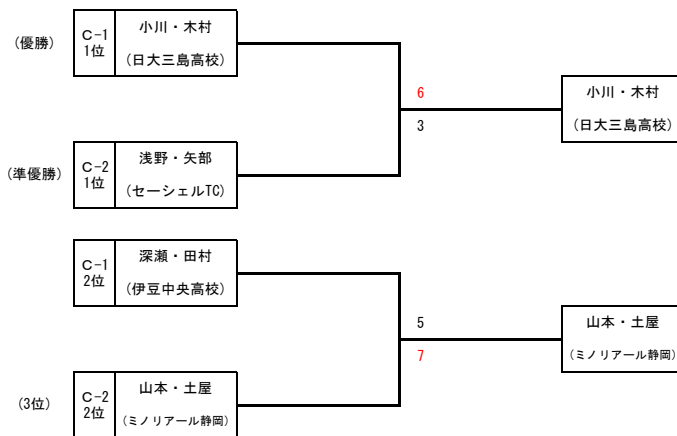 (優勝)
C-1
1位
小川・木村
(日大三島高校)
6
3
小川・木村
(日大三島高校)
(準優勝)
C-2
1位
浅野・矢部
(セーシェルTC)
C-1
2位
深瀬・田村
(伊豆中央高校)
5
7
山本・土屋
(ミノリアール静岡)
(3位)
C-2
2位
山本・土屋
(ミノリアール静岡)